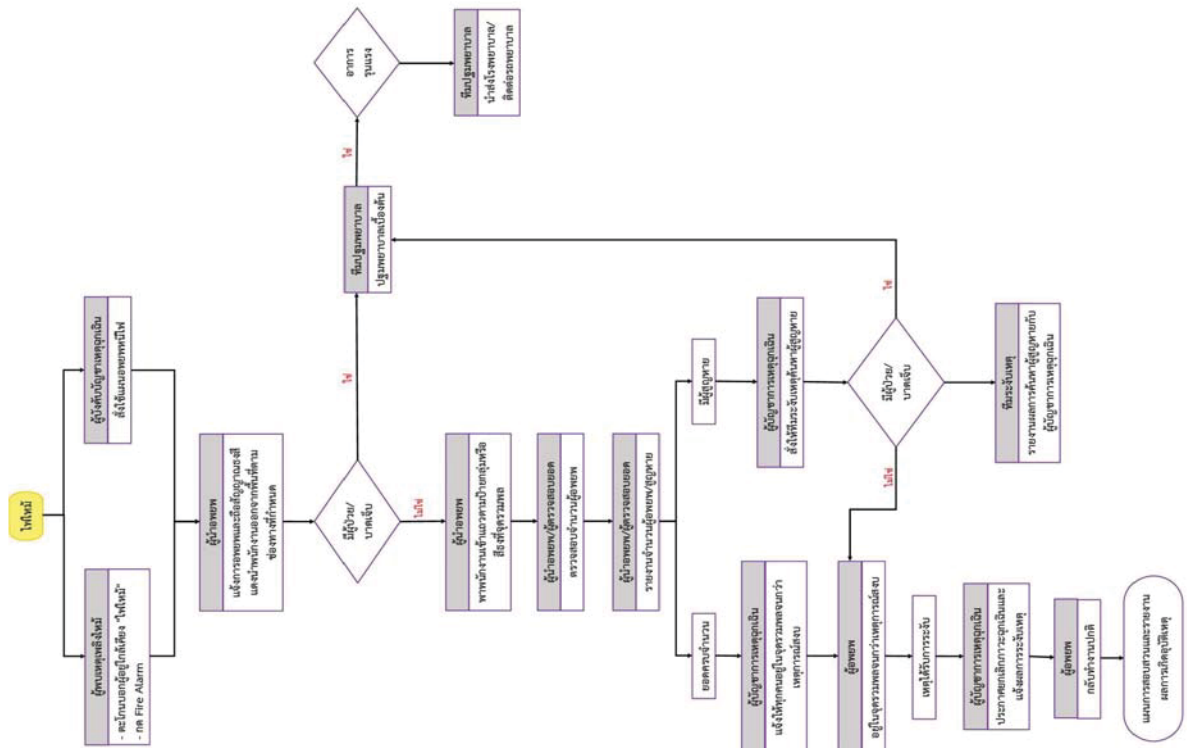 ไฟไหม้
ผู้พบเหตุเพลิงไหม้
- ตะโกนบอกผู้อยู่ใกล้เคียง "ไฟไหม้"
- กด Fire Alarm
ผู้บังคับบัญชาเหตุฉุกเฉิน
สั่งใช้แผนอพยพหนีไฟ
ผู้นำอพยพ
แจ้งการอพยพและถือสัญญาณธงสี
แดงนำพนักงานออกจากพื้นที่ตาม
ช่องทางที่กำหนด
มีผู้ป่วย/
บาดเจ็บ
ใช่
ทีมปฐมพยาบาล
ปฐมพยาบาลเบื้องต้น
ใช่
อาการ
รุนแรง
ทีมปฐมพยาบาล
นำส่งโรงพยาบาล/
ติดต่อรถพยาบาล
ไม่ใช่
ผู้นำอพยพ
พาพนักงานเข้าแถวตามป้ายกลุ่มหรือ
สีธงที่จุดรวมพล
ผู้นำอพยพ/ผู้ตรวจสอบยอด
ตรวจสอบจำนวนผู้อพยพ
ผู้นำอพยพ/ผู้ตรวจสอบยอด
รายงานจำนวนผู้อพยพ/สูญหาย
ยอดครบจำนวน
ผู้บัญชาการเหตุฉุกเฉิน
แจ้งให้ทุกคนอยู่ในจุดรวมพลจนกว่า
เหตุการณ์สงบ
มีผู้สูญหาย
ผู้บัญชาการเหตุฉุกเฉิน
สั่งให้ทีมระงับเหตุค้นหาผู้สูญหาย
มีผู้ป่วย/
บาดเจ็บ
ใช่
ไม่ใช่
ทีมระงับเหตุ
รายงานผลการค้นหาผู้สูญหายกับ
ผู้บัญชาการเหตุฉุกเฉิน
ผู้อพยพ
อยู่ในจุดรวมพลจนกว่าเหตุการณ์สงบ
เหตุได้รับการระงับ
ผู้บัญชาการเหตุฉุกเฉิน
ประกาศยกเลิกภาวะฉุกเฉินและ
ผู้อพยพ
กลับทำงานปกติ
แผนการสอบสวนและรายงาน
ผลการเกิดอุบัติเหตุ